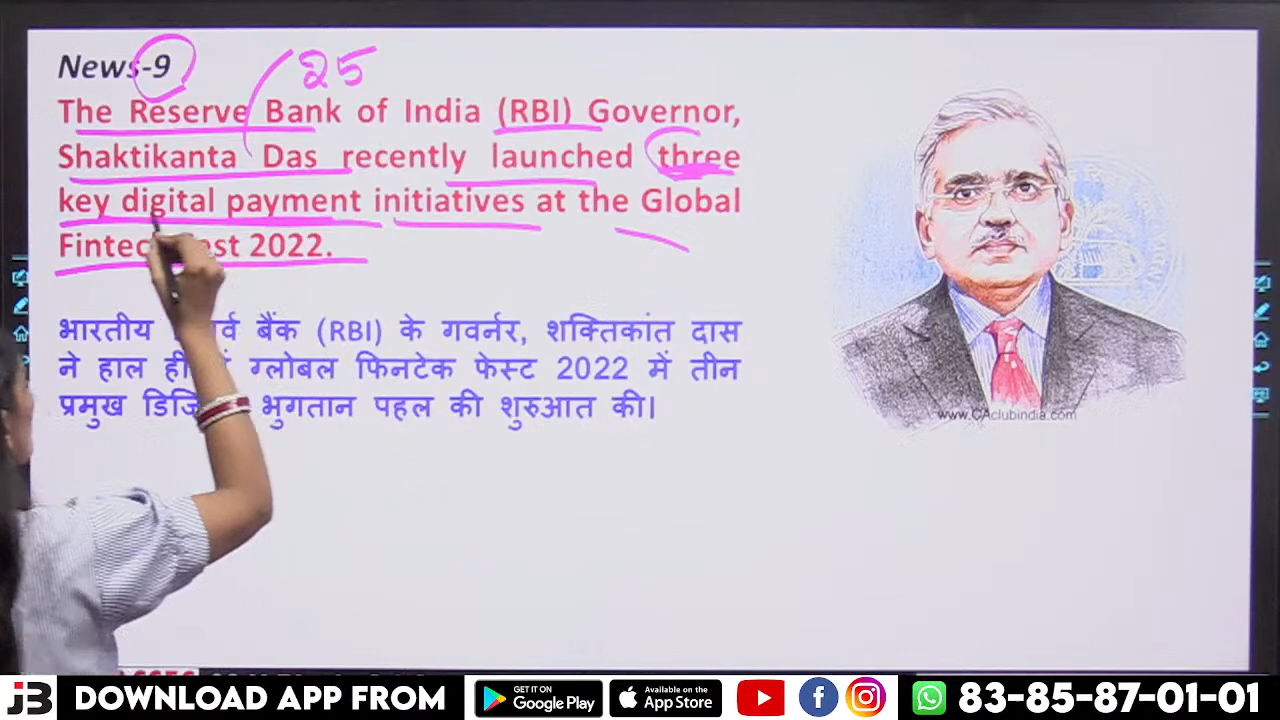 News-9
25
The Reserve Bank of India (RBI) Governor,
Shaktikanta Das recently launched three
key digital payment initiatives at the Global
2022.
भारतीय बैंक (RBI) के गवर्नर, शक्तिकांत दास
ने हाल ही ग्लोबल फिनटेक फेस्ट 2022 में तीन
प्रमुख भुगतान पहल की शुरुआत की।
www.CAclubindia.com
JB DOWNLOAD APP FROM GET IT ON Google Play Available on the App Store 83-85-87-01-01